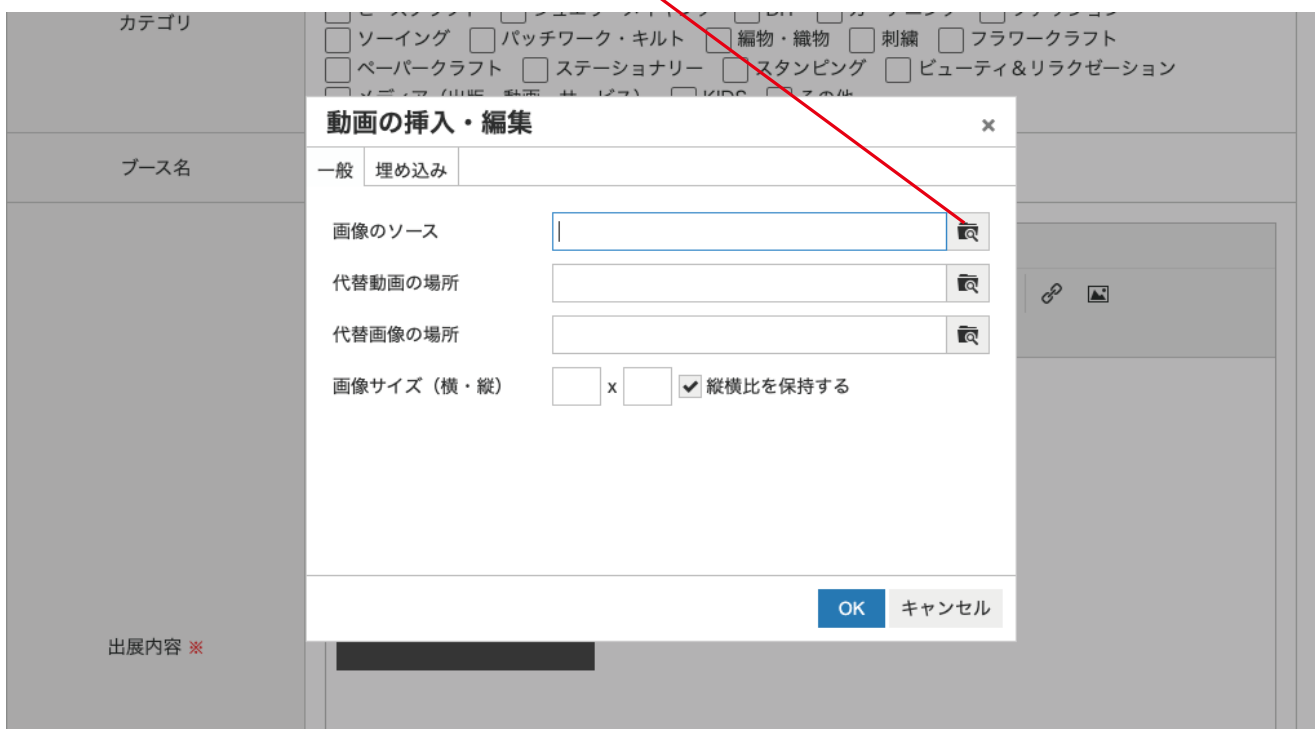 カテゴリ
ソーイング パッチワーク・キルト 編物・織物 刺繍 フラワークラフト
ペーパークラフト ステーショナリー スタンピング ビューティ＆リラクゼーション
動画の挿入・編集 ×
ブース名
一般 埋め込み
画像のソース
代替動画の場所
代替画像の場所
画像サイズ（横・縦） x 縦横比を保持する
OK キャンセル
出展内容 ※